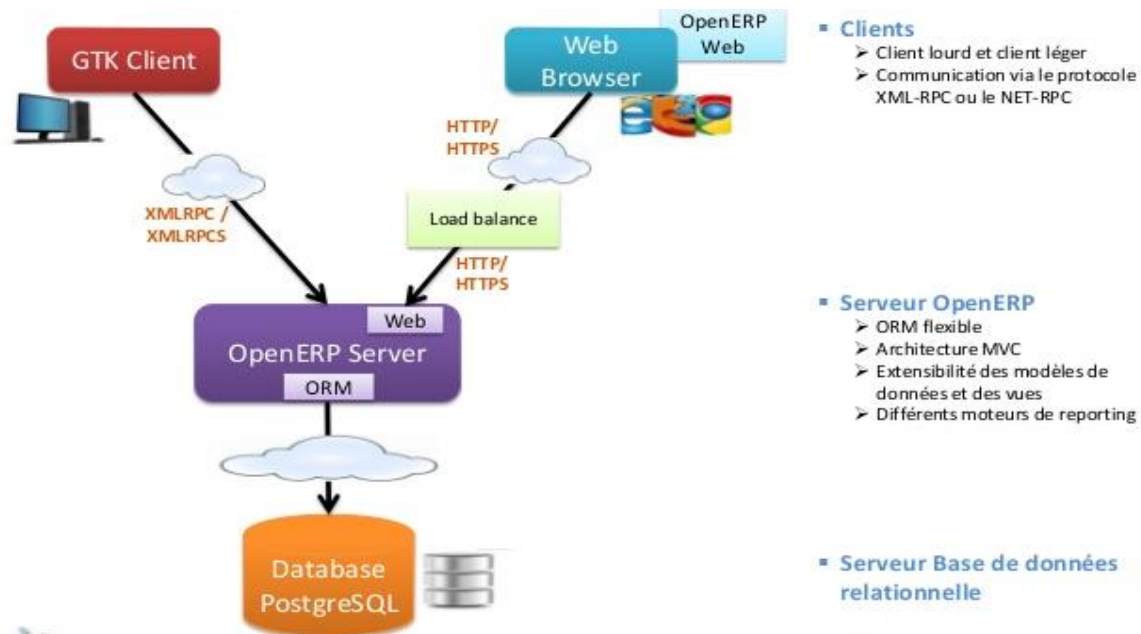 GTK Client
Web
Browser
OpenERP
Web
HTTP/
HTTPS
XMLRPC /
XMLRPCS
Load balance
HTTP/
HTTPS
Web
OpenERP Server
ORM
Database
PostgreSQL
▪ Clients
➢ Client lourd et client léger
➢ Communication via le protocole
XML-RPC ou le NET-RPC
▪ Serveur OpenERP
➢ ORM flexible
➢ Architecture MVC
➢ Extensibilité des modèles de
données et des vues
➢ Différents moteurs de reporting
▪ Serveur Base de données
relationnelle